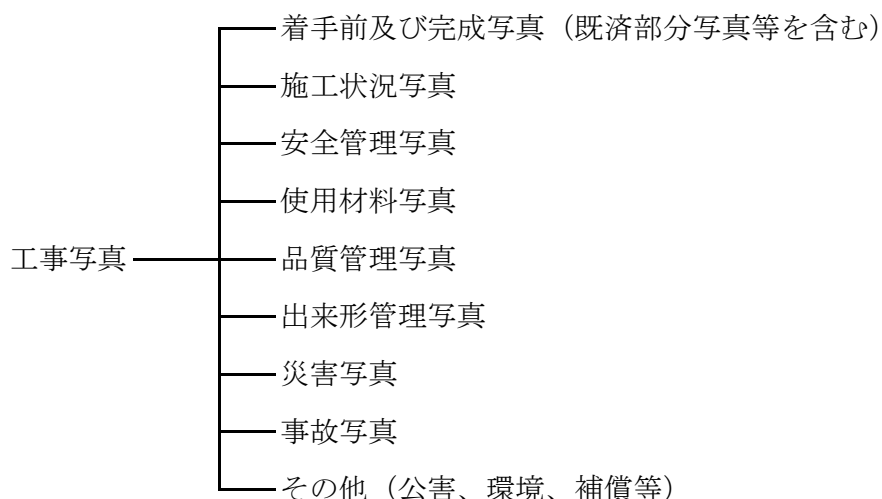 着手前及び完成写真（既済部分写真等を含む）
施工状況写真
安全管理写真
使用材料写真
工事写真
品質管理写真
出来形管理写真
災害写真
事故写真
その他（公害、環境、補償等）